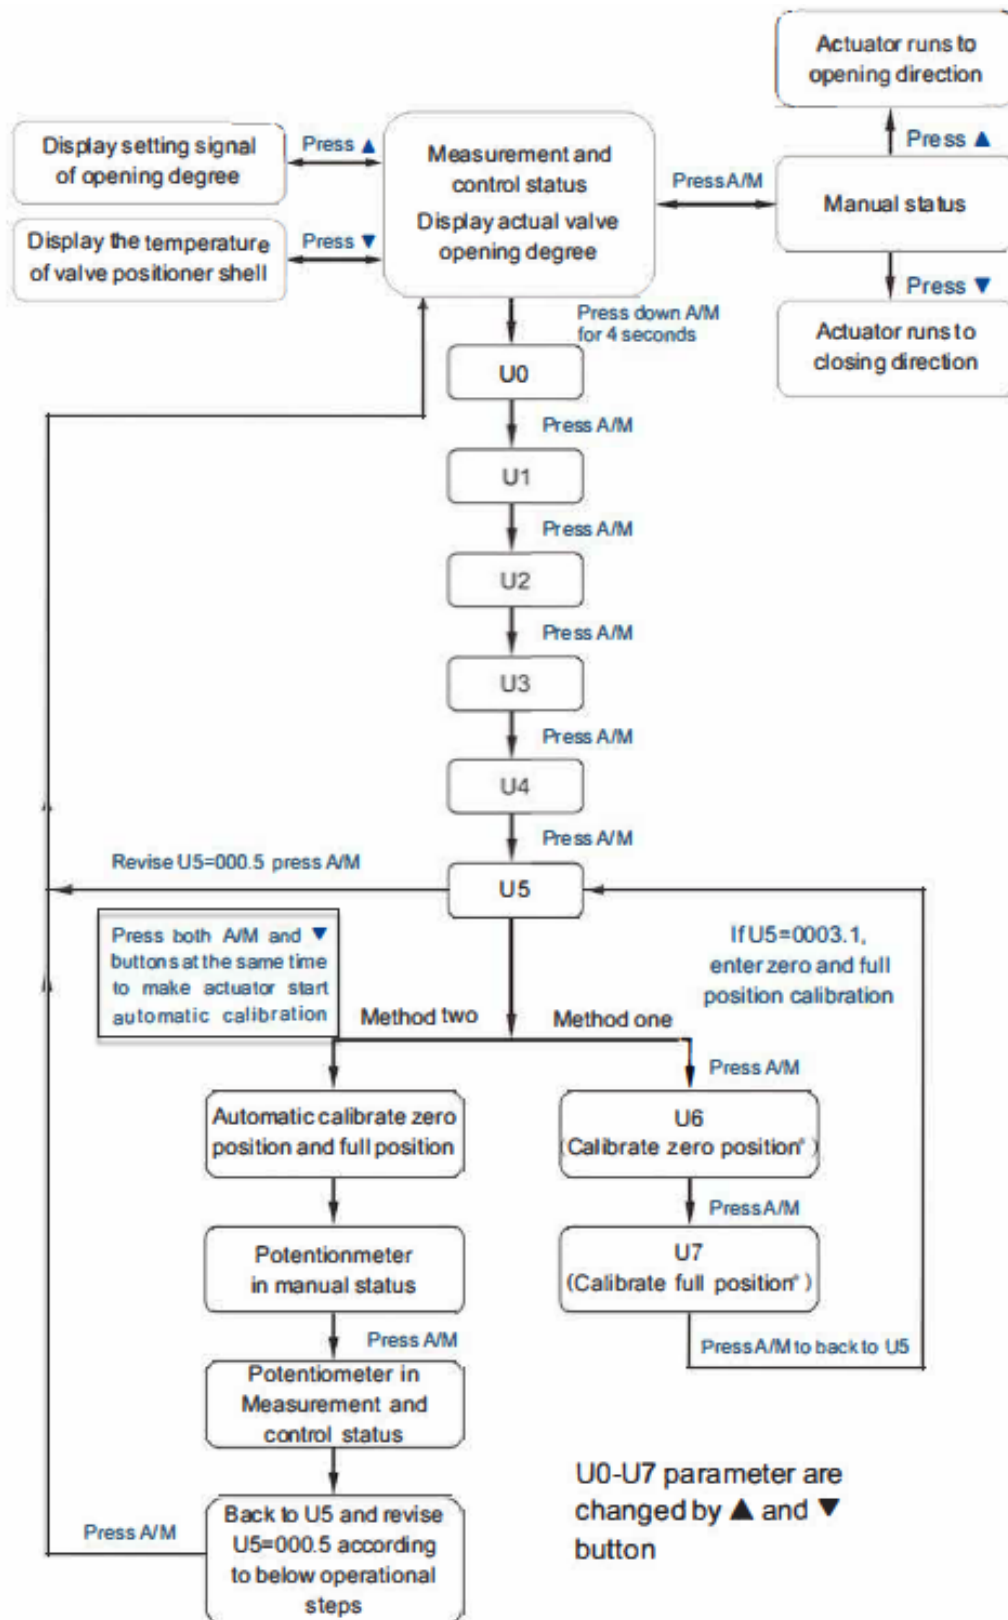 Actuator runs to
opening direction
Press ▲
Display setting signal
of opening degree
Press ▲
Measurement and
control status
Display actual valve
opening degree
Press A/M
Manual status
Display the temperature
of valve positioner shell
Press ▼
Press ▼
Actuator runs to
closing direction
Press down A/M
for 4 seconds
U0
Press A/M
U1
Press A/M
U2
Press A/M
U3
Press A/M
U4
Press A/M
Revise U5=000.5 press A/M
U5
Press both A/M and ▼
buttons at the same time
to make actuator start
automatic calibration
If U5=0003.1,
enter zero and full
position calibration
Method two
Method one
Press A/M
Automatic calibrate zero
position and full position
U6
(Calibrate zero position*)
Press A/M
Potentionmeter
in manual status
U7
(Calibrate full position*)
Press A/M
Press A/M to back to U5
Potentiometer in
Measurement and
control status
U0-U7 parameter are
changed by ▲ and ▼
button
Press A/M
Back to U5 and revise
U5=000.5 according
to below operational
steps